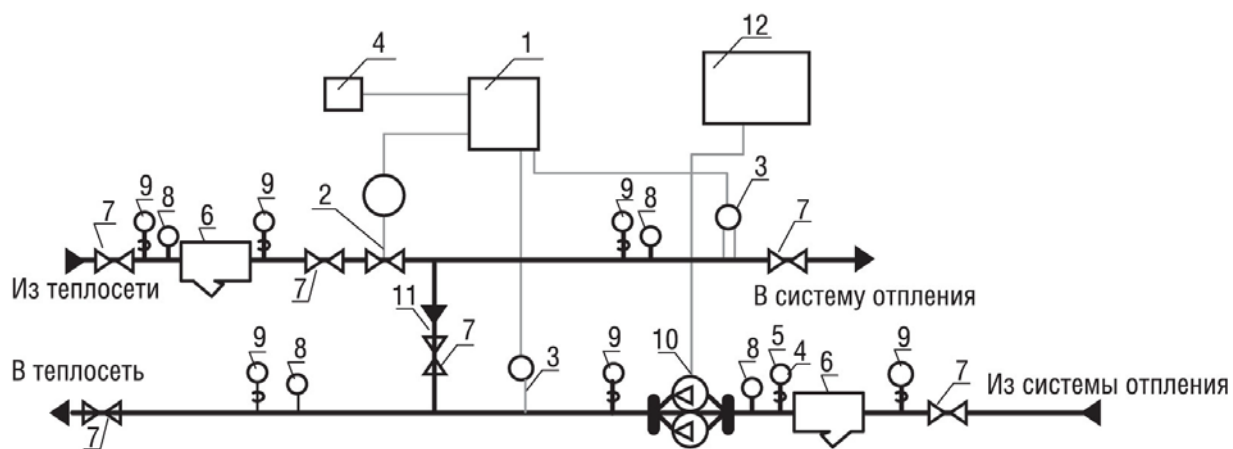 4 1 12
9 8 6 9 2 9 8 3 7
7
7
Из теплосети
В систему отпления
11
7
9 8 3 9 10 8 5 4 6 9 7
В теплосеть
Из системы отпления
7